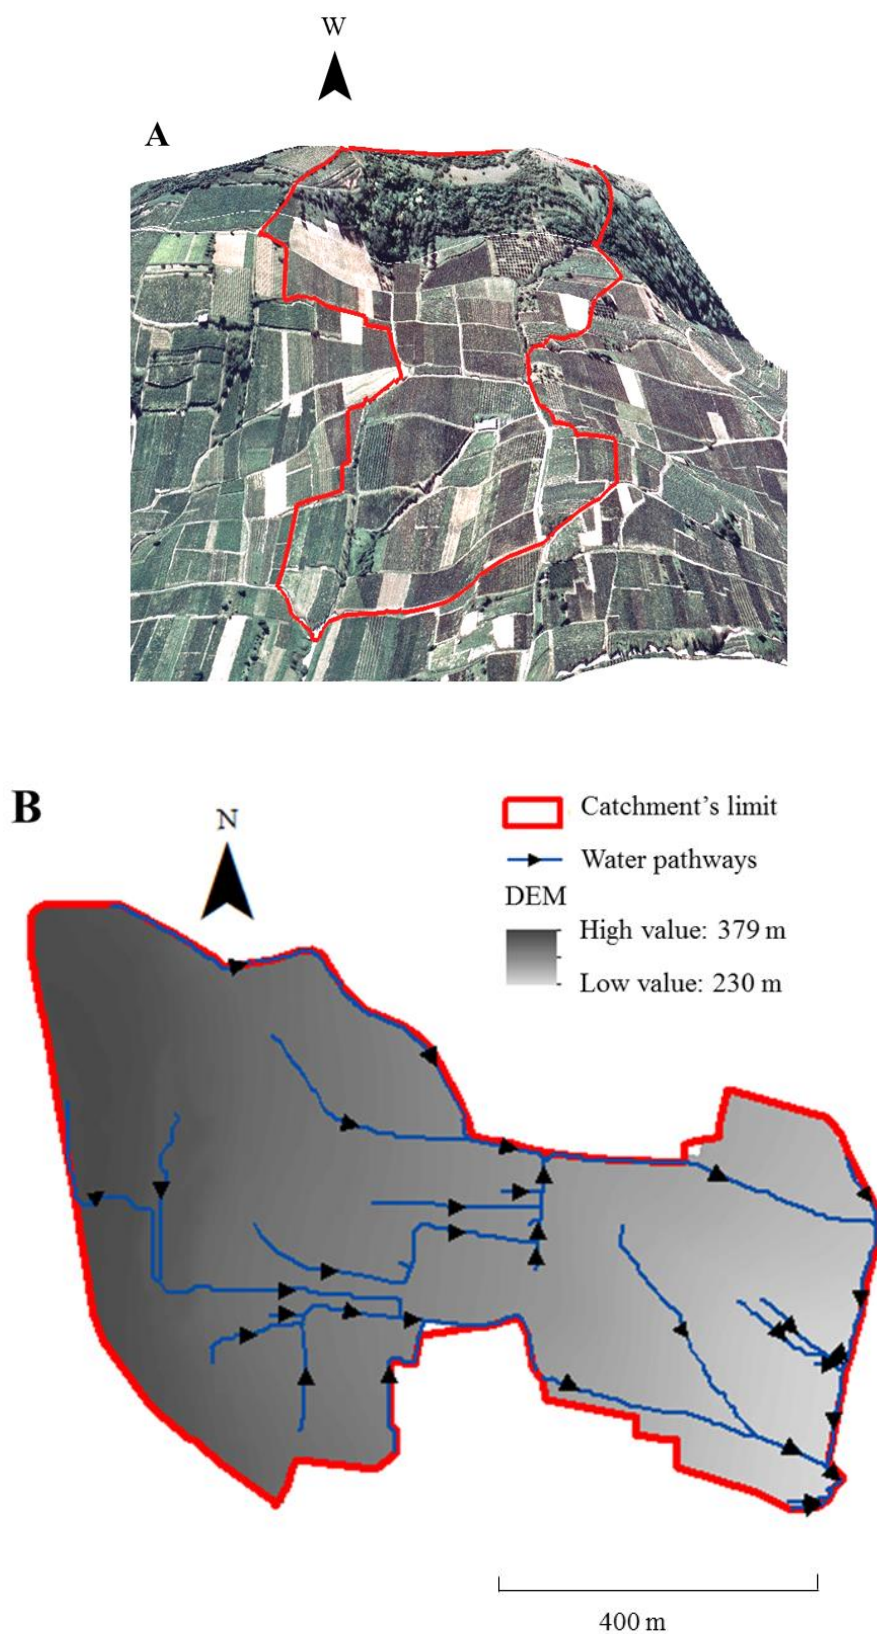 W
A
B
N
Catchment's limit
Water pathways
DEM
High value: 379 m
Low value: 230 m
400 m